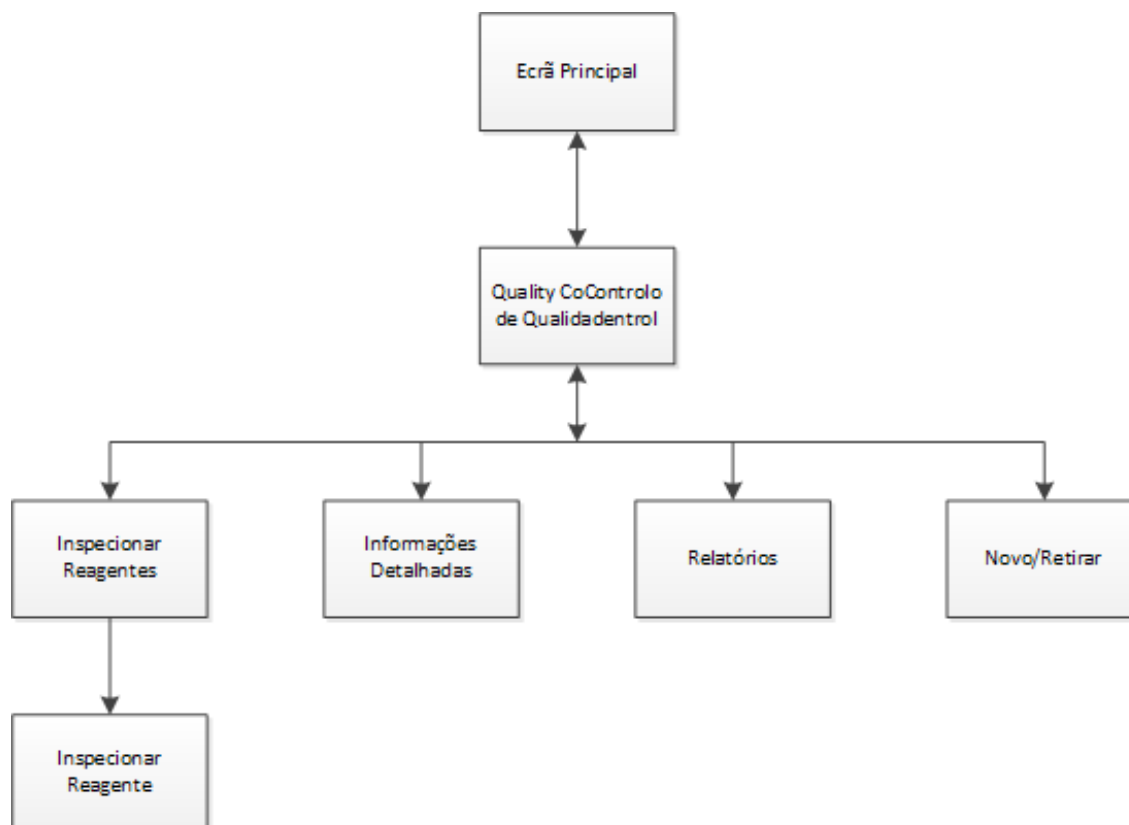 Ecrã Principal
Quality CoControlo
de Qualidadentrol
Inspecionar
Reagentes
Informações
Detalhadas
Relatórios
Novo/Retirar
Inspecionar
Reagente